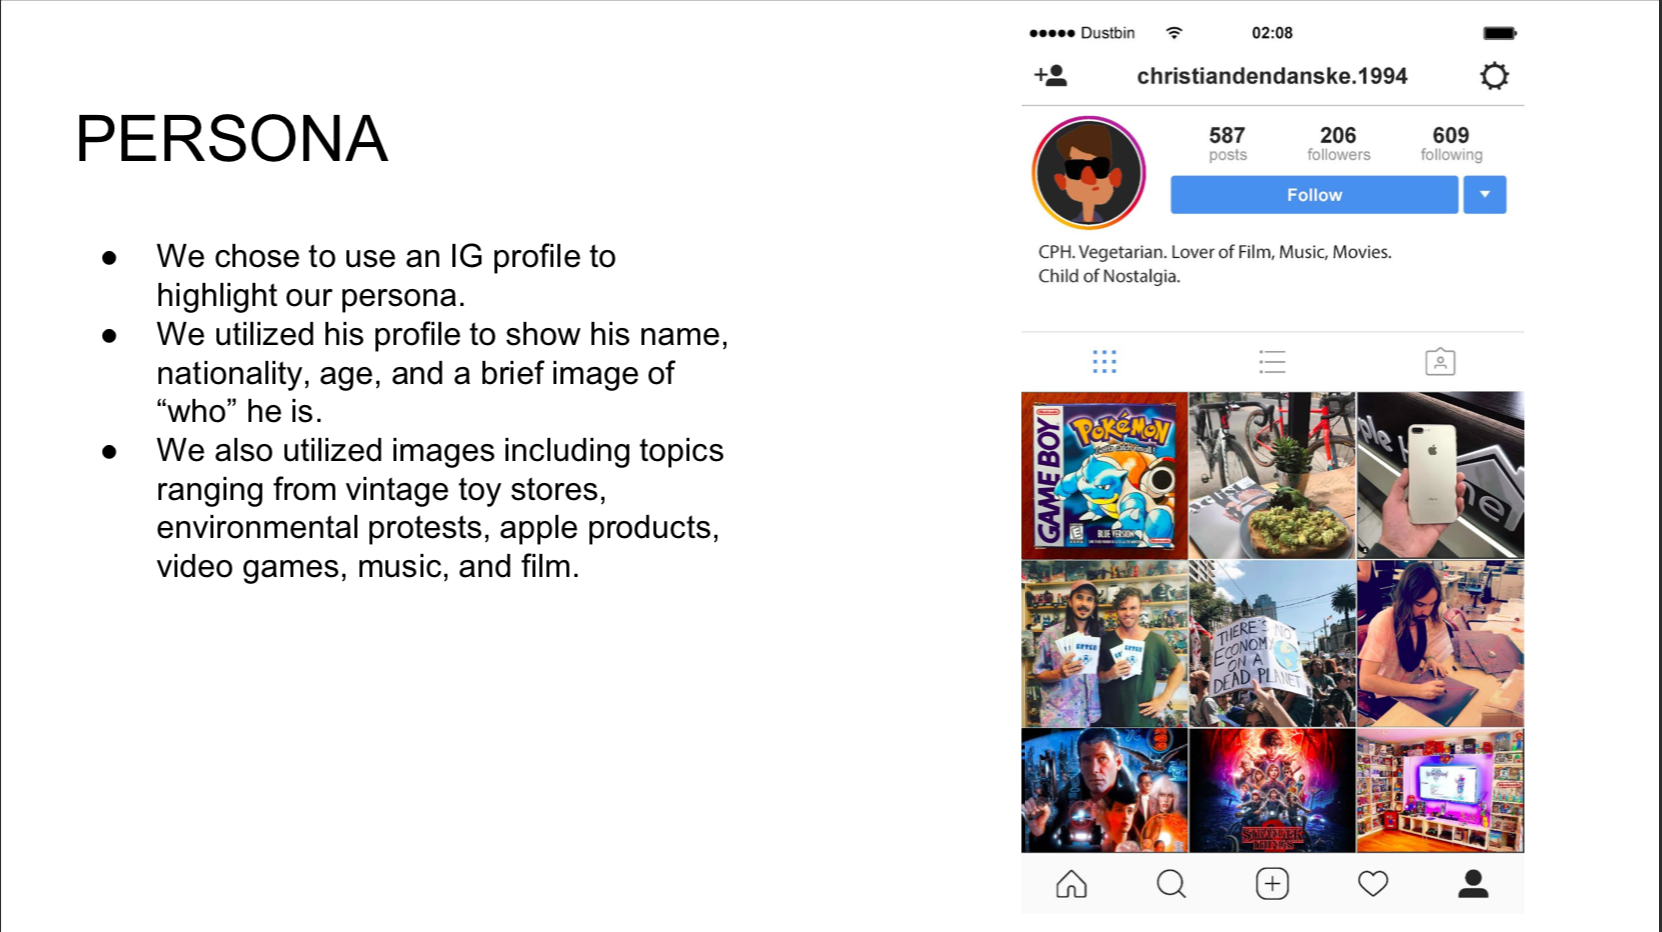 PERSONA
● We chose to use an IG profile to
highlight our persona.
● We utilized his profile to show his name,
nationality, age, and a brief image of
“who” he is.
● We also utilized images including topics
ranging from vintage toy stores,
environmental protests, apple products,
video games, music, and film.
Dustbin 02:08
christiandendanske.1994
587 206 609
posts followers following
Follow
CPH. Vegetarian. Lover of Film, Music, Movies.
Child of Nostalgia.
Nintendo
GAME BOY
POKéMON
BLUE VERSION
iPhone
THERE'S NO
ECONOMY
ON A
DEAD PLANET
STRANGER
THINGS